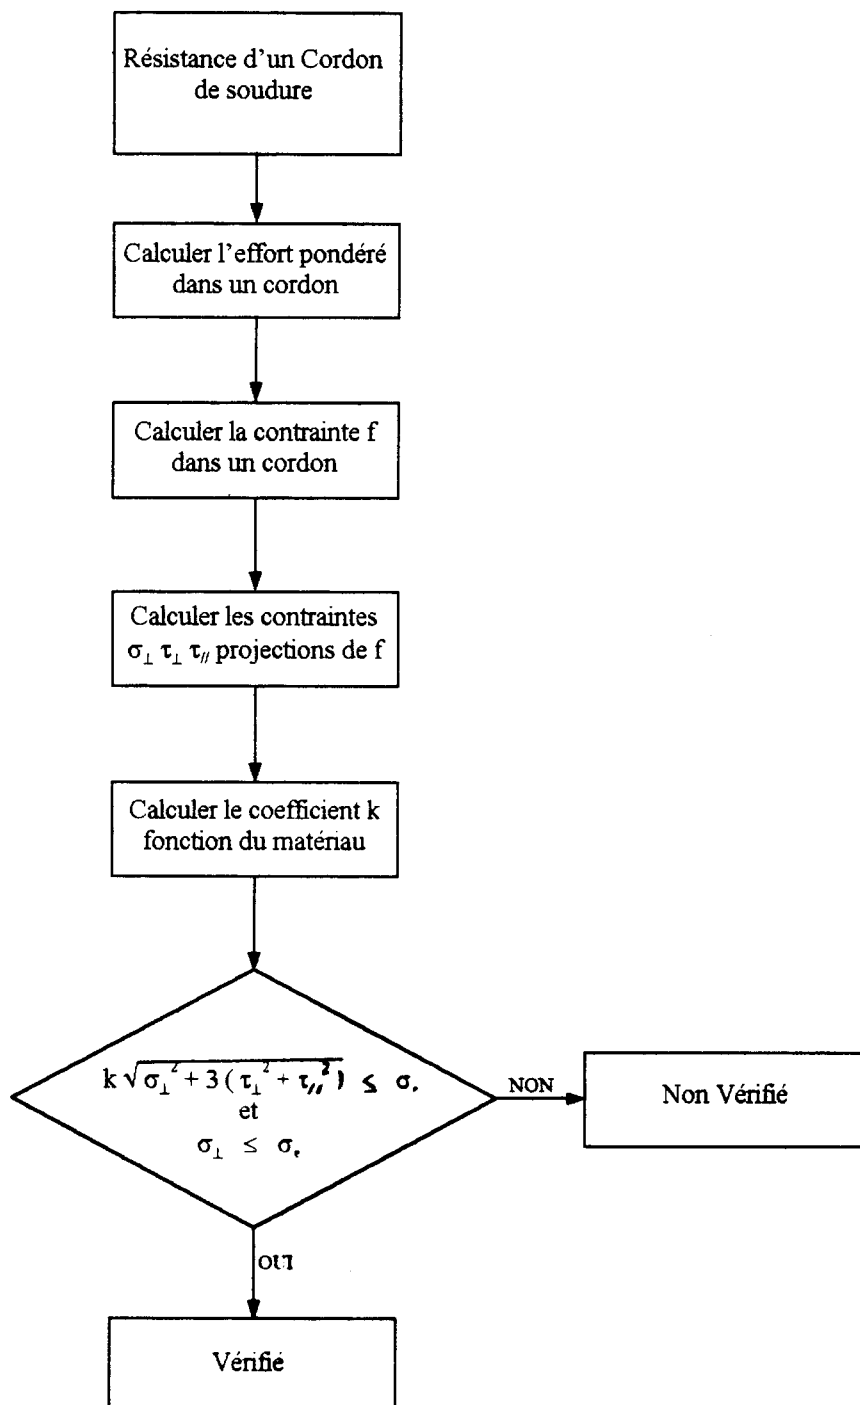 Résistance d'un Cordon
de soudure
Calculer l'effort pondéré
dans un cordon
Calculer la contrainte f
dans un cordon
Calculer les contraintes
σ⊥ τ⊥ τ// projections de f
Calculer le coefficient k
fonction du matériau
k √σ⊥² + 3 ( τ⊥² + τ//² ) ≤ σe
et
σ⊥ ≤ σe
NON
Non Vérifié
OUI
Vérifié